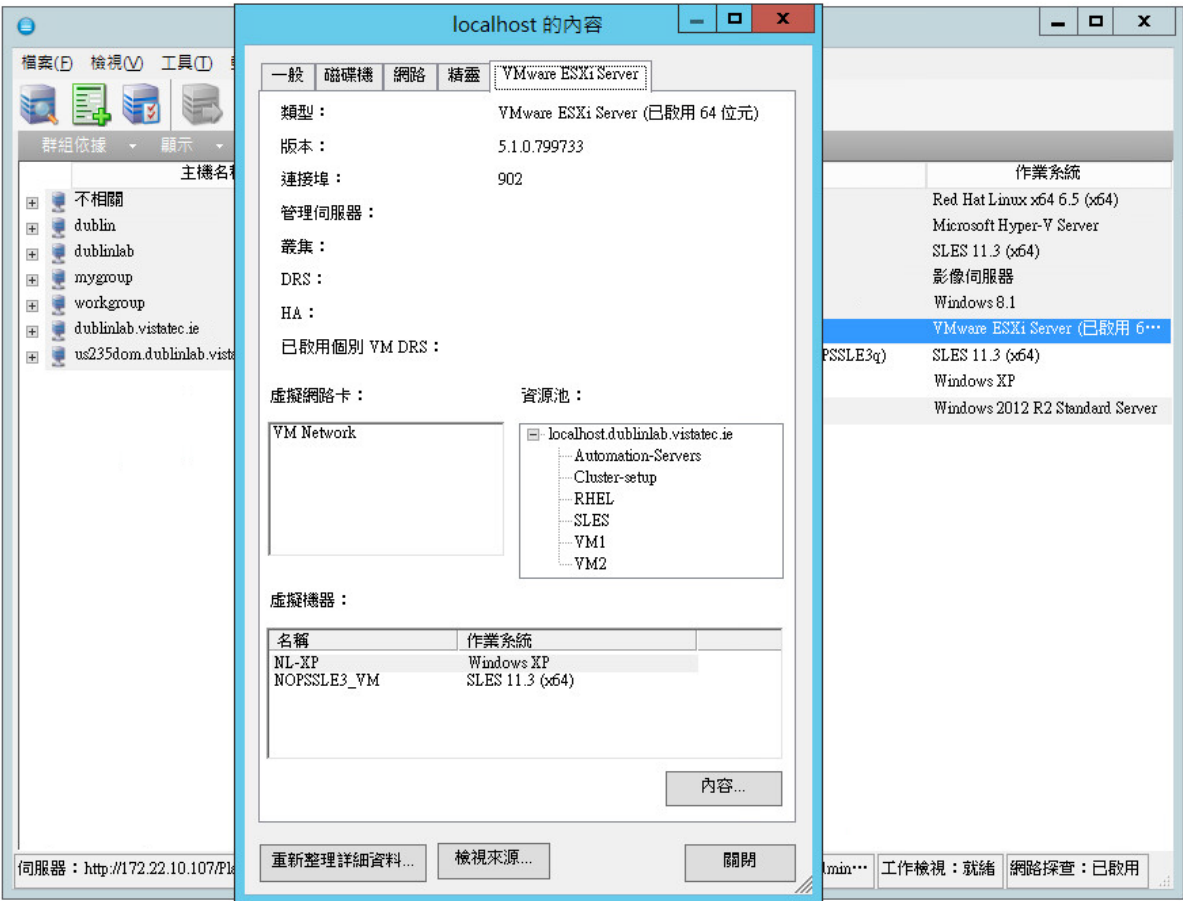 localhost 的內容
檔案(F) 檢視(V) 工具(T)
群組依據 顯示
主機名稱
不相關
dublin
dublinlab
mygroup
workgroup
dublinlab.vistatec.ie
us235dom.dublinlab.vista
一般 磁碟機 網路 精靈 VMware ESXi Server
類型： VMware ESXi Server (已啟用 64 位元)
版本： 5.1.0.799733
連接埠： 902
管理伺服器：
叢集：
DRS：
HA：
已啟用個別 VM DRS：
虛擬網路卡：
VM Network
資源池：
localhost.dublinlab.vistatec.ie
Automation-Servers
Cluster-setup
RHEL
SLES
VM1
VM2
虛擬機器：
名稱 作業系統
NL-XP Windows XP
NOPSSLE3_VM SLES 11.3 (x64)
內容...
重新整理詳細資料... 檢視來源... 關閉
作業系統
Red Hat Linux x64 6.5 (x64)
Microsoft Hyper-V Server
SLES 11.3 (x64)
影像伺服器
Windows 8.1
VMware ESXi Server (已啟用 6…
PSSLE3q) SLES 11.3 (x64)
Windows XP
Windows 2012 R2 Standard Server
伺服器：http://172.22.10.107/Pla
lmin… 工作檢視：就緒 網路探查：已啟用